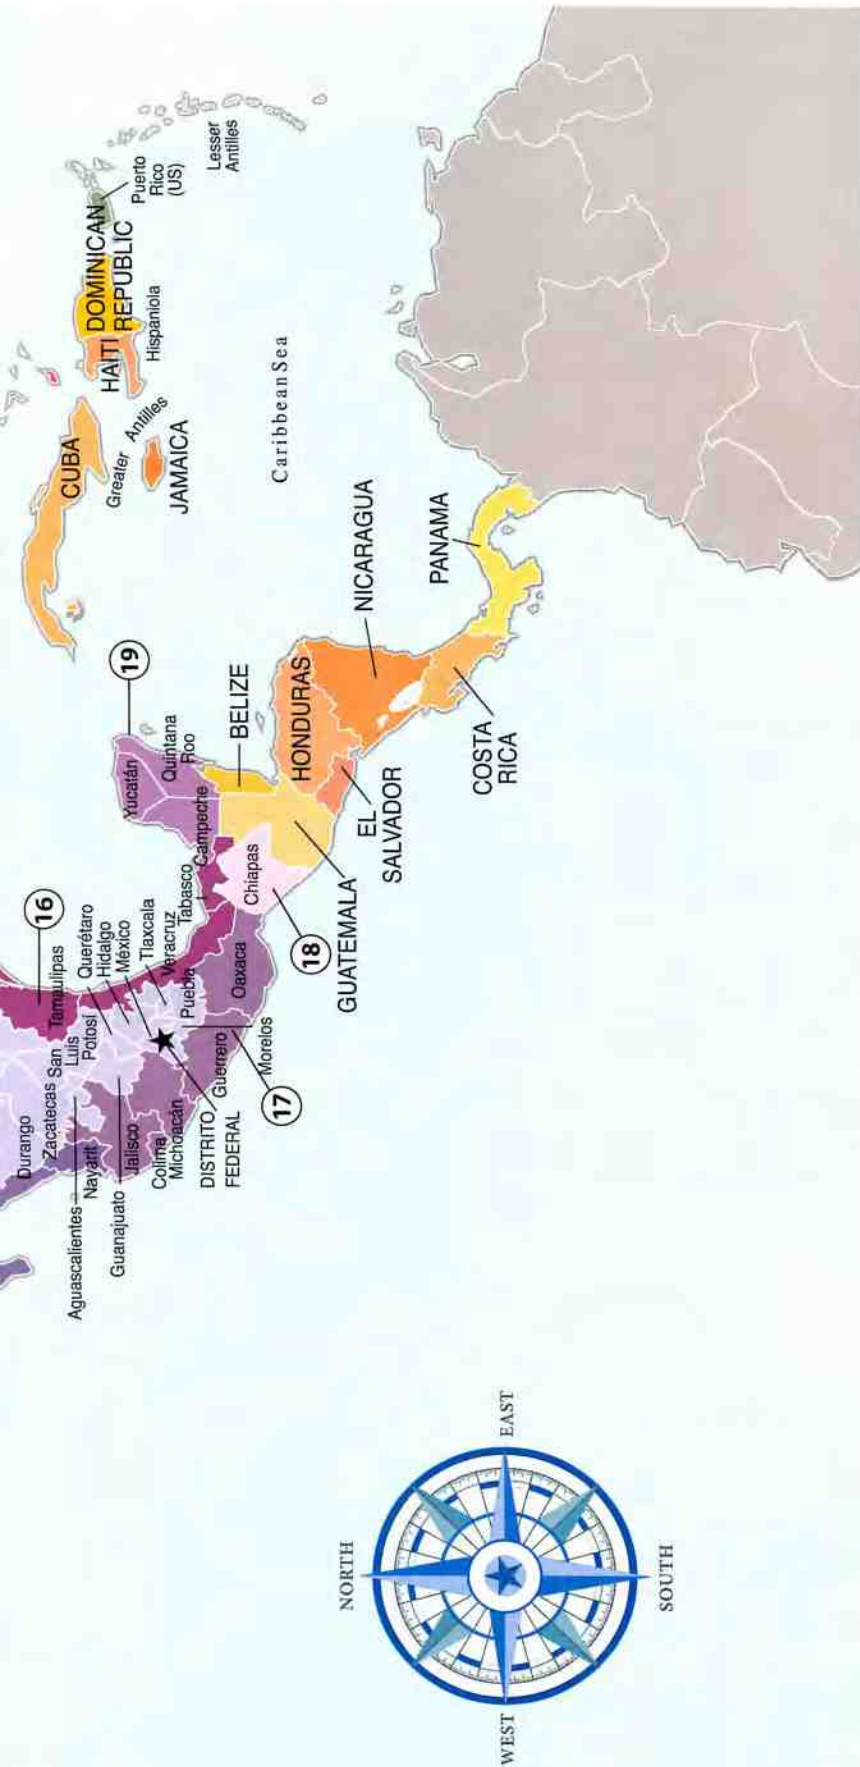 Durango
Zacatecas
San
Luis
Potosí
Tamaulipas
16
Querétaro
Hidalgo
México
Tlaxcala
Veracruz
Puebla
Tabasco
Campeche
Yucatán
Quintana
Roo
19
Aguascalientes
Nayarit
Guanajuato
Jalisco
Colima
Michoacán
DISTRITO
FEDERAL
Guerrero
Morelos
17
Oaxaca
Chiapas
18
GUATEMALA
BELIZE
HONDURAS
EL
SALVADOR
NICARAGUA
COSTA
RICA
PANAMA
CUBA
Greater
Antilles
JAMAICA
HAITI
DOMINICAN
REPUBLIC
Hispaniola
Puerto
Rico
(US)
Lesser
Antilles
Caribbean Sea
NORTH
WEST
EAST
SOUTH